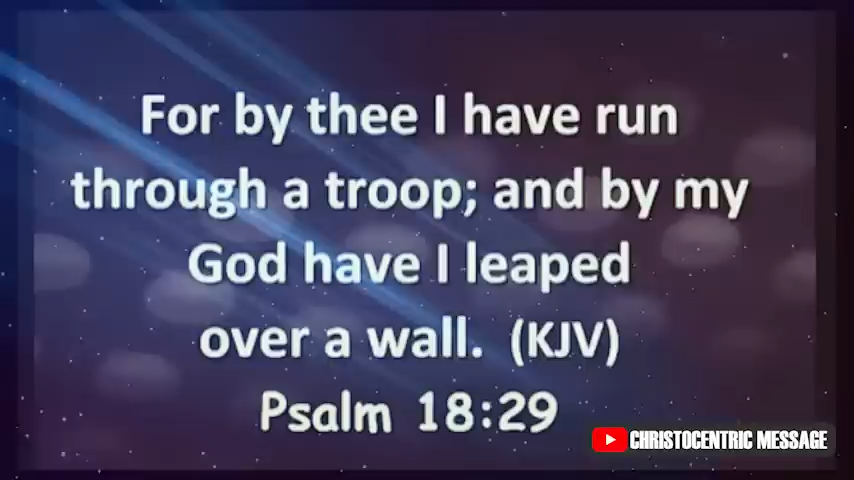 For by thee I have run
through a troop; and by my
God have I leaped
over a wall. (KJV)
Psalm 18:29
CHRISTOCENTRIC MESSAGE